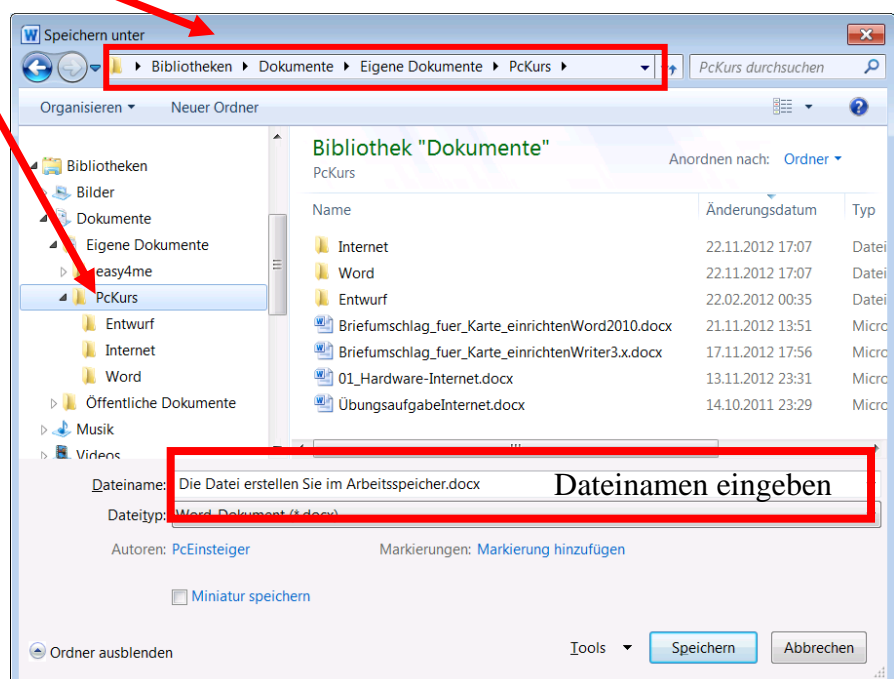 Speichern unter
Bibliotheken Dokumente Eigene Dokumente PcKurs
PcKurs durchsuchen
Organisieren Neuer Ordner
Bibliotheken
Bilder
Dokumente
Eigene Dokumente
easy4me
PcKurs
Entwurf
Internet
Word
Öffentliche Dokumente
Musik
Videos
Bibliothek "Dokumente"
PcKurs
Anordnen nach: Ordner
Name Änderungsdatum Typ
Internet 22.11.2012 17:07 Datei
Word 22.11.2012 17:07 Datei
Entwurf 22.02.2012 00:35 Datei
Briefumschlag_fuer_Karte_einrichtenWord2010.docx 21.11.2012 13:51 Micro
Briefumschlag_fuer_Karte_einrichtenWriter3.x.docx 17.11.2012 17:56 Micro
01_Hardware-Internet.docx 13.11.2012 23:31 Micro
ÜbungsaufgabeInternet.docx 14.10.2011 23:29 Micro
Dateiname: Die Datei erstellen Sie im Arbeitsspeicher.docx Dateinamen eingeben
Dateityp: Word-Dokument (*.docx)
Autoren: PcEinsteiger Markierungen: Markierung hinzufügen
Miniatur speichern
Ordner ausblenden Tools Speichern Abbrechen